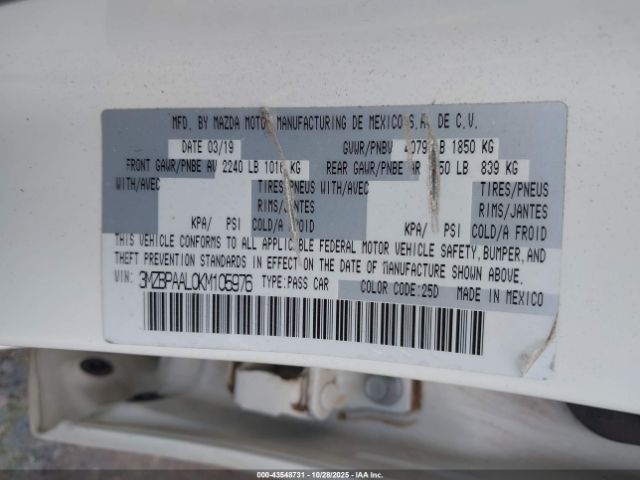 MFD. BY MAZDA MOTOR MANUFACTURING DE MEXICO S.A. DE C.V.
DATE 03/19 GVWR/PNBV 4079 LB 1850 KG
FRONT GAWR/PNBE AV 2240 LB 1016 KG REAR GAWR/PNBE AR 1850 LB 839 KG
WITH/AVEC TIRES/PNEUS WITH/AVEC TIRES/PNEUS
RIMS/JANTES RIMS/JANTES
KPA/ PSI COLD/A FROID KPA/ PSI COLD/A FROID
THIS VEHICLE CONFORMS TO ALL APPLICABLE FEDERAL MOTOR VEHICLE SAFETY, BUMPER, AND
THEFT PREVENTION STANDARDS IN EFFECT ON THE DATE OF MANUFACTURE SHOWN ABOVE.
VIN: 3MZBPAAL0KM105976 TYPE:PASS CAR COLOR CODE:25D MADE IN MEXICO
© IAAI 0000-43548731 - 10/28/2025 - IAAHolding LLC